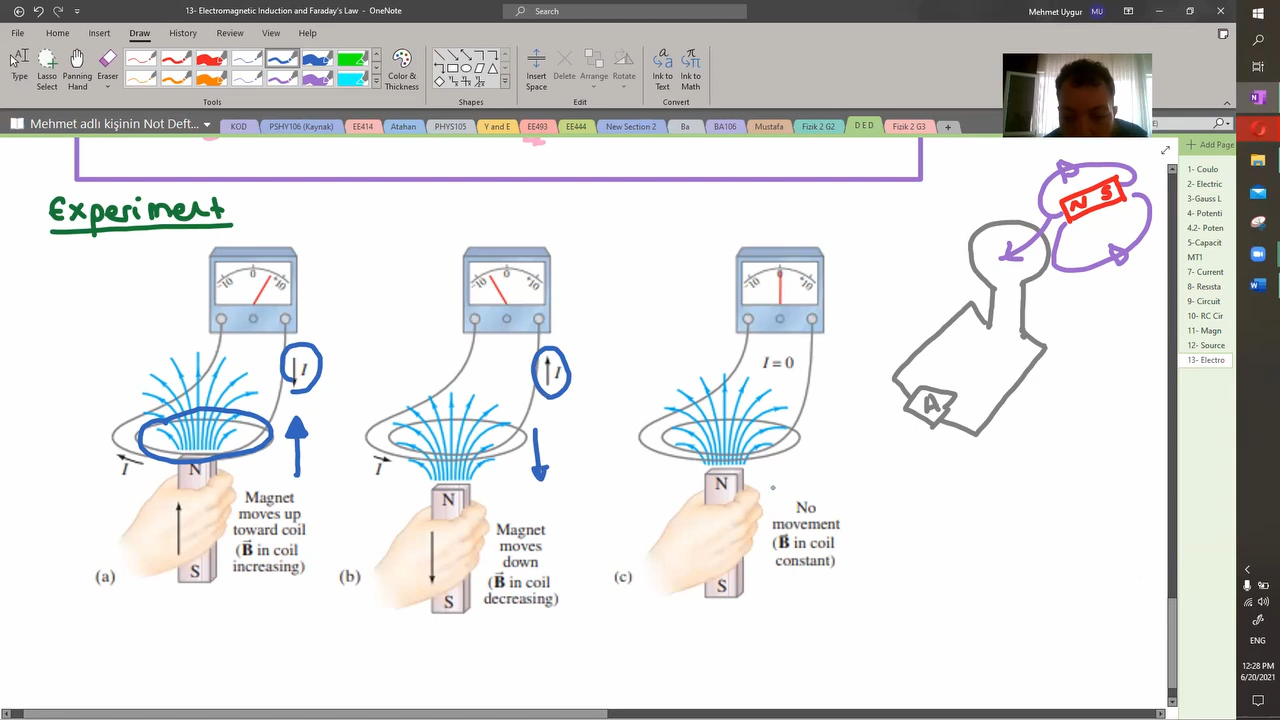 13- Electromagnetic Induction and Faraday's Law - OneNote
Search
Mehmet Uygur
MU
File Home Insert Draw History Review View Help
Type
Lasso Select
Panning Hand
Eraser
Color & Thickness
Insert Space
Delete
Arrange
Rotate
Ink to Text
Ink to Math
Tools
Shapes
Edit
Convert
Mehmet adlı kişinin Not Deft...
KOD
PSHY106 (Kaynak)
EE414
Atahan
PHYS105
Y and E
EE493
EE444
New Section 2
Ba
BA106
Mustafa
Fizik 2 G2
D E D
Fizik 2 G3
Add Page
1- Coulo
2- Electric
3-Gauss L
4- Potenti
4.2- Poten
5-Capacit
MT1
7- Current
8- Resista
9- Circuit
10- RC Cir
11- Magn
12- Source
13- Electro
Experiment
-10 0 +10
-10 0 +10
-10 0 +10
I
I
I = 0
I
I
N
N
N
S
S
S
Magnet
moves up
toward coil
(B in coil
increasing)
Magnet
moves
down
(B in coil
decreasing)
No
movement
(B in coil
constant)
(a)
(b)
(c)
N S
A
ENG
12:28 PM
6/20/2021